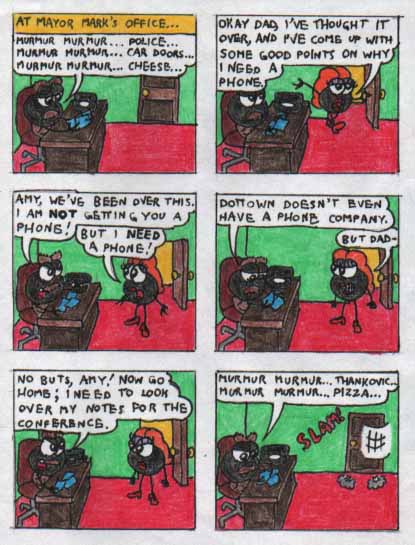 AT MAYOR MARK'S OFFICE...
MURMUR MURMUR... POLICE...
MURMUR MURMUR... CAR DOORS...
MURMUR MURMUR... CHEESE...
OKAY DAD, I'VE THOUGHT IT
OVER, AND I'VE COME UP WITH
SOME GOOD POINTS ON WHY
I NEED A
PHONE.
AMY, WE'VE BEEN OVER THIS.
I AM NOT GETTING YOU A
PHONE!
BUT I NEED
A PHONE!
DOTTOWN DOESN'T EVEN
HAVE A PHONE COMPANY.
BUT DAD-
NO BUTS, AMY! NOW GO
HOME; I NEED TO LOOK
OVER MY NOTES FOR THE
CONFERENCE.
MURMUR MURMUR... THANKOVIC...
MURMUR MURMUR... PIZZA...
SLAM!